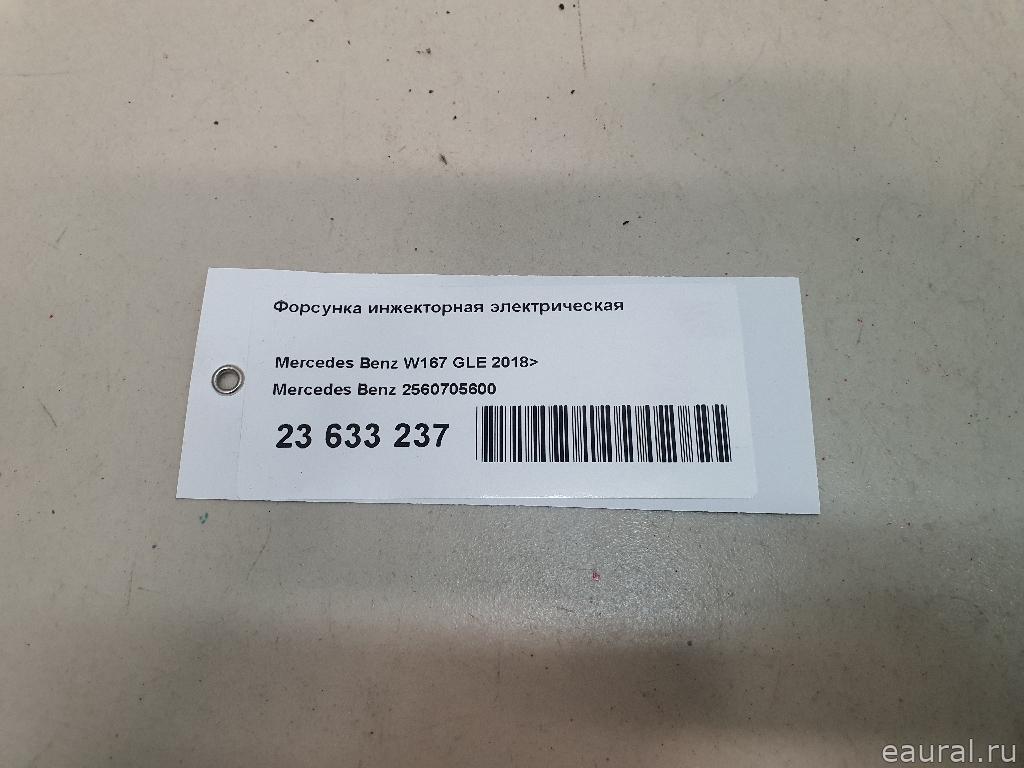 Форсунка инжекторная электрическая
Mercedes Benz W167 GLE 2018>
Mercedes Benz 2560705600
23 633 237
eaural.ru